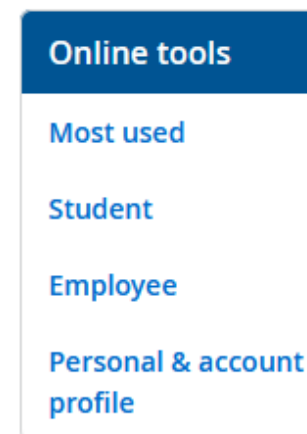 Online tools
Most used
Student
Employee
Personal & account
profile